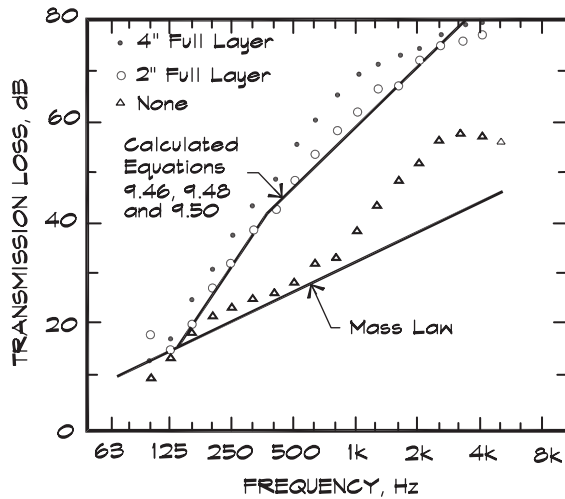 80
60
40
20
0
TRANSMISSION LOSS, dB
4" Full Layer
2" Full Layer
None
Calculated
Equations
9.46, 9.48
and 9.50
Mass Law
63 125 250 500 1k 2k 4k 8k
FREQUENCY, Hz